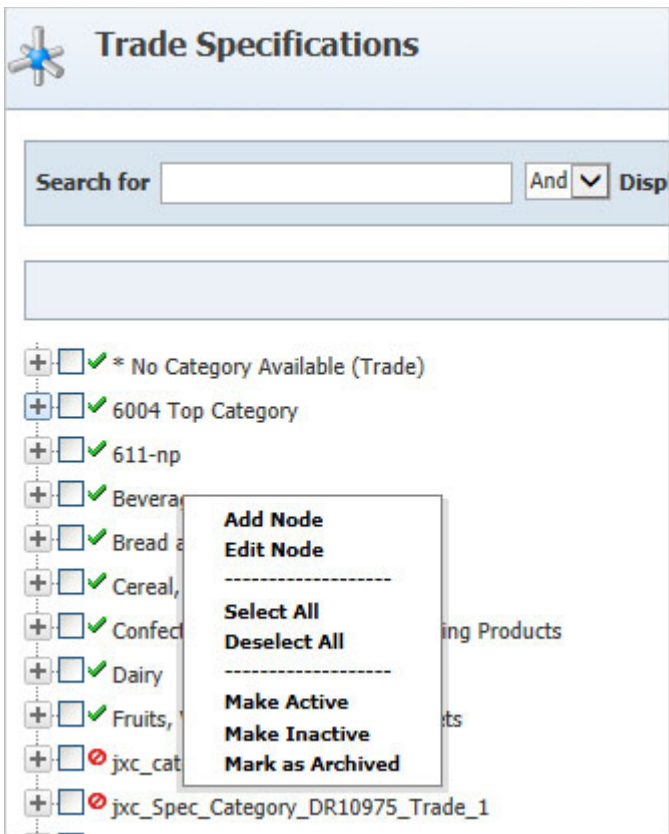 Trade Specifications
Search for And Disp
* No Category Available (Trade)
6004 Top Category
611-np
Bevera
Bread a
Cereal,
Confect ing Products
Dairy
Fruits, ts
jxc_cat
jxc_Spec_Category_DR10975_Trade_1
Add Node
Edit Node
-------------------
Select All
Deselect All
-------------------
Make Active
Make Inactive
Mark as Archived